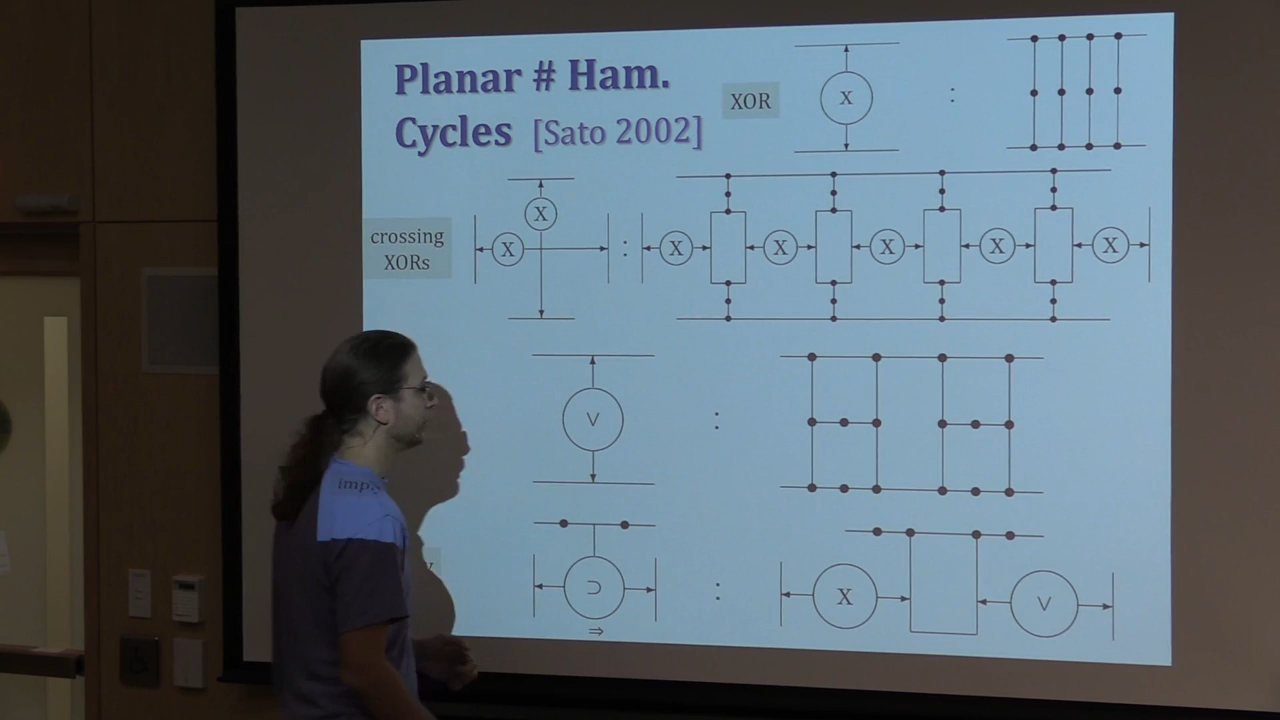 Planar # Ham.
Cycles [Sato 2002]
XOR
X
:
crossing
XORs
X
X
:
X
X
X
X
X
∨
:
⊃
⇒
:
X
∨